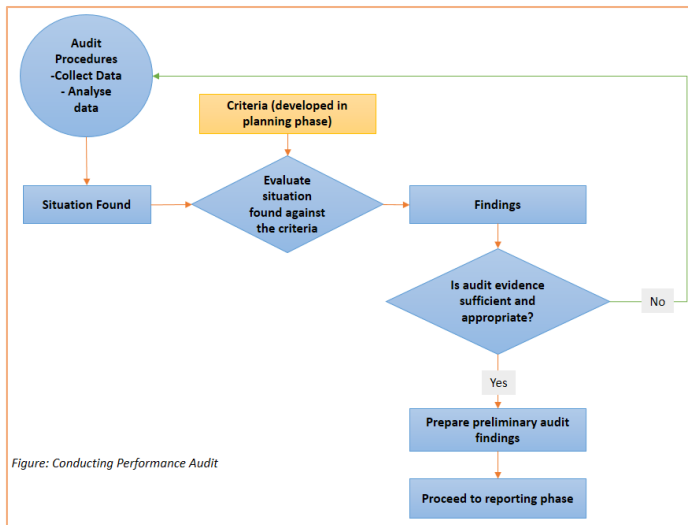 Audit
Procedures
-Collect Data
- Analyse
data
Criteria (developed in
planning phase)
Situation Found
Evaluate
situation
found against
the criteria
Findings
Is audit evidence
sufficient and
appropriate?
No
Yes
Prepare preliminary audit
findings
Figure: Conducting Performance Audit
Proceed to reporting phase